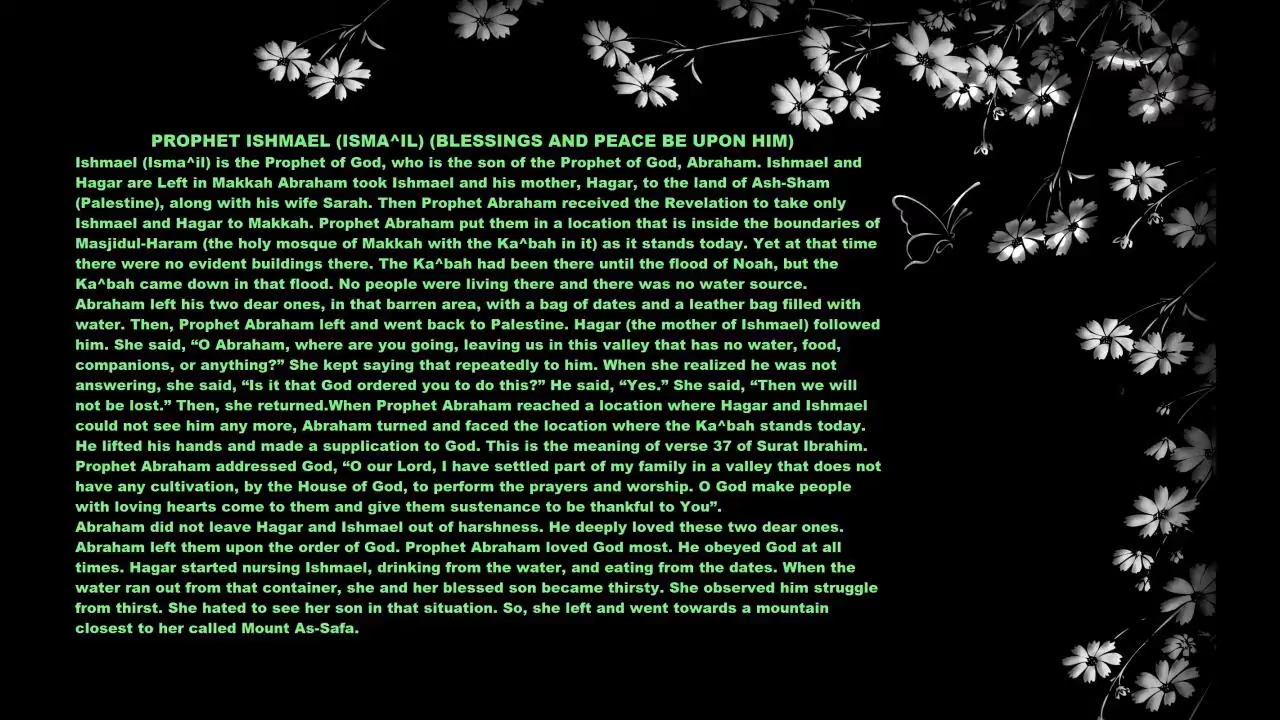 PROPHET ISHMAEL (ISMA^IL) (BLESSINGS AND PEACE BE UPON HIM)
Ishmael (Isma^il) is the Prophet of God, who is the son of the Prophet of God, Abraham. Ishmael and
Hagar are Left in Makkah Abraham took Ishmael and his mother, Hagar, to the land of Ash-Sham
(Palestine), along with his wife Sarah. Then Prophet Abraham received the Revelation to take only
Ishmael and Hagar to Makkah. Prophet Abraham put them in a location that is inside the boundaries of
Masjidul-Haram (the holy mosque of Makkah with the Ka^bah in it) as it stands today. Yet at that time
there were no evident buildings there. The Ka^bah had been there until the flood of Noah, but the
Ka^bah came down in that flood. No people were living there and there was no water source.
Abraham left his two dear ones, in that barren area, with a bag of dates and a leather bag filled with
water. Then, Prophet Abraham left and went back to Palestine. Hagar (the mother of Ishmael) followed
him. She said, “O Abraham, where are you going, leaving us in this valley that has no water, food,
companions, or anything?” She kept saying that repeatedly to him. When she realized he was not
answering, she said, “Is it that God ordered you to do this?” He said, “Yes.” She said, “Then we will
not be lost.” Then, she returned.When Prophet Abraham reached a location where Hagar and Ishmael
could not see him any more, Abraham turned and faced the location where the Ka^bah stands today.
He lifted his hands and made a supplication to God. This is the meaning of verse 37 of Surat Ibrahim.
Prophet Abraham addressed God, “O our Lord, I have settled part of my family in a valley that does not
have any cultivation, by the House of God, to perform the prayers and worship. O God make people
with loving hearts come to them and give them sustenance to be thankful to You”.
Abraham did not leave Hagar and Ishmael out of harshness. He deeply loved these two dear ones.
Abraham left them upon the order of God. Prophet Abraham loved God most. He obeyed God at all
times. Hagar started nursing Ishmael, drinking from the water, and eating from the dates. When the
water ran out from that container, she and her blessed son became thirsty. She observed him struggle
from thirst. She hated to see her son in that situation. So, she left and went towards a mountain
closest to her called Mount As-Safa.